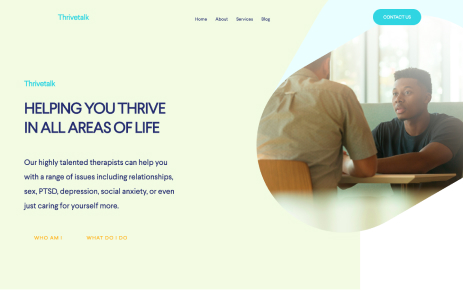 Thrivetalk
Home About Services Blog
CONTACT US
Thrivetalk
HELPING YOU THRIVE
IN ALL AREAS OF LIFE
Our highly talented therapists can help you
with a range of issues including relationships,
sex, PTSD, depression, social anxiety, or even
just caring for yourself more.
WHO AM I
WHAT DO I DO